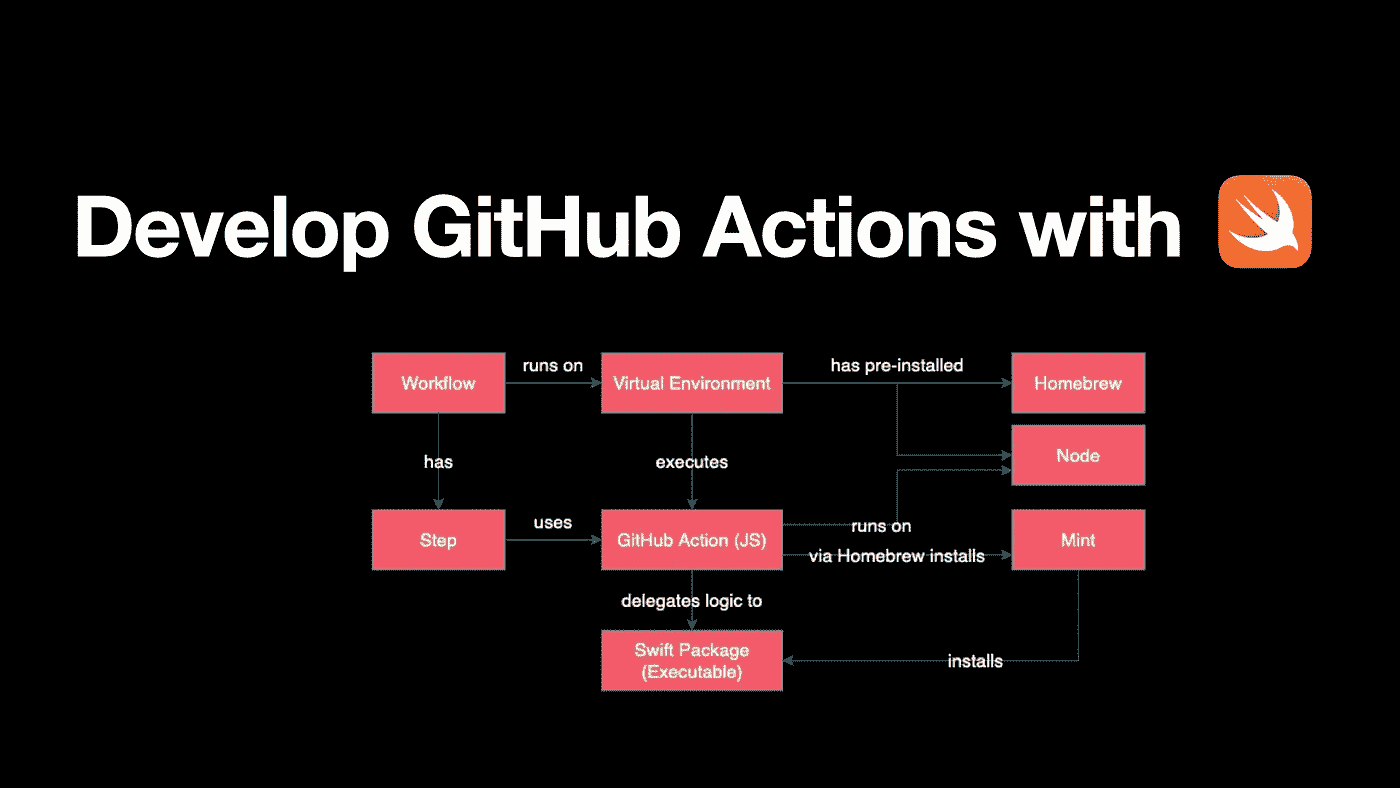 Develop GitHub Actions with
Workflow
runs on
Virtual Environment
has pre-installed
Homebrew
Node
has
executes
Step
uses
GitHub Action (JS)
runs on
via Homebrew installs
Mint
delegates logic to
Swift Package
(Executable)
installs